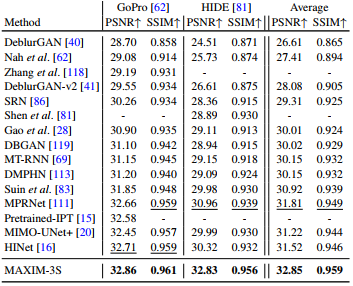 GoPro [62] HIDE [81] Average
Method PSNR↑ SSIM↑ PSNR↑ SSIM↑ PSNR↑ SSIM↑
DeblurGAN [40] 28.70 0.858 24.51 0.871 26.61 0.865
Nah et al. [62] 29.08 0.914 25.73 0.874 27.41 0.894
Zhang et al. [118] 29.19 0.931 - - - -
DeblurGAN-v2 [41] 29.55 0.934 26.61 0.875 28.08 0.905
SRN [86] 30.26 0.934 28.36 0.915 29.31 0.925
Shen et al. [81] - - 28.89 0.930 - -
Gao et al. [28] 30.90 0.935 29.11 0.913 30.01 0.924
DBGAN [119] 31.10 0.942 28.94 0.915 30.02 0.929
MT-RNN [69] 31.15 0.945 29.15 0.918 30.15 0.932
DMPHN [113] 31.20 0.940 29.09 0.924 30.15 0.932
Suin et al. [83] 31.85 0.948 29.98 0.930 30.92 0.939
MPRNet [111] 32.66 0.959 30.96 0.939 31.81 0.949
Pretrained-IPT [15] 32.58 - - - - -
MIMO-UNet+ [20] 32.45 0.957 29.99 0.930 31.22 0.944
HINet [16] 32.71 0.959 30.32 0.932 31.52 0.946
MAXIM-3S 32.86 0.961 32.83 0.956 32.85 0.959